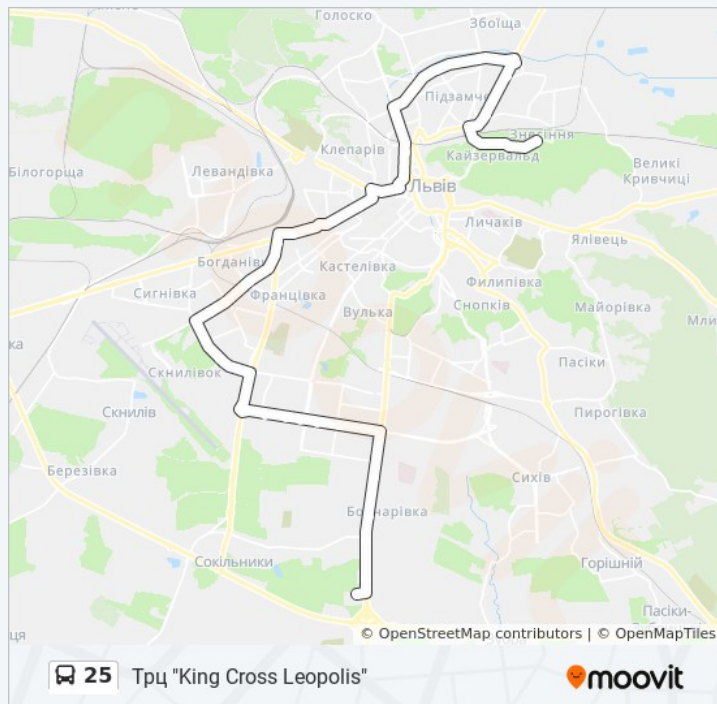 Голоско
Збоїща
Підзамче
Знесіння
Клепарів
Кайзервальд
Великі
Кривчиці
Білогорща
Левандівка
Львів
Личаків
Ялівець
Богданівка
Кастелівка
Филипівка
Сигнівка
Францівка
Снопків
Майорівка
Вулька
Скнилівок
Пасіки
Скнилів
Пирогівка
Березівка
Сихів
Боднарівка
Сокільники
Горішній
Пасіки-
© OpenStreetMap contributors | © OpenMapTiles
25 Трц "King Cross Leopolis"
moovit